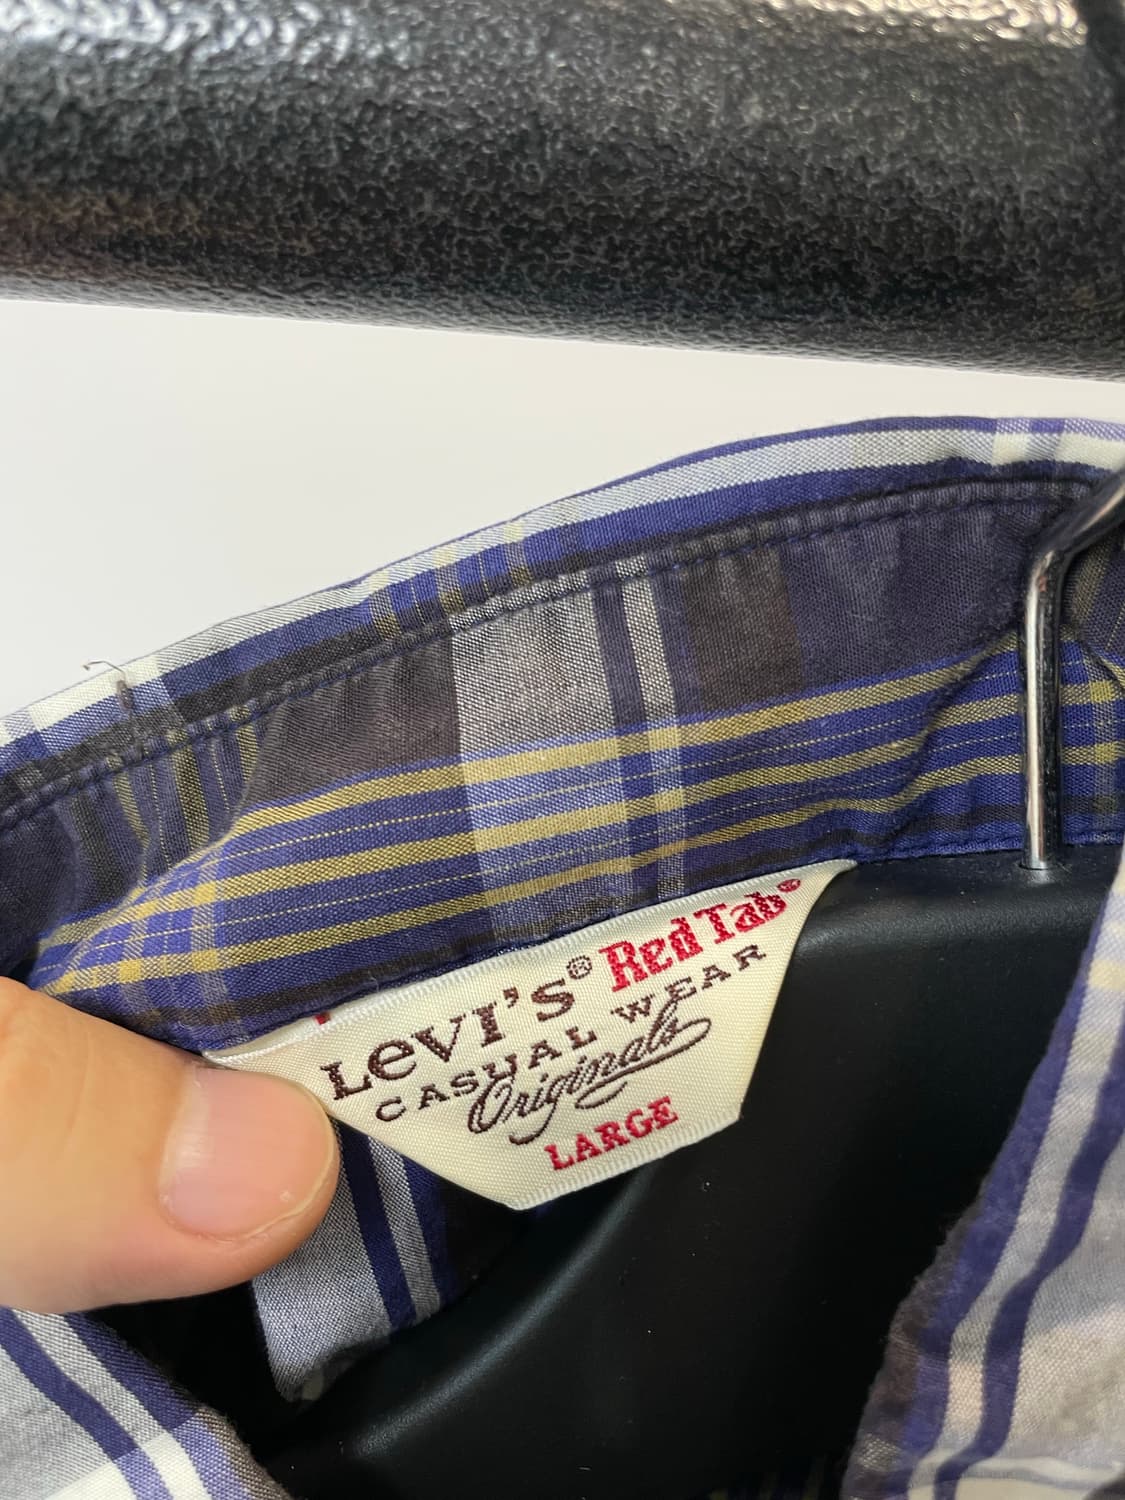 LeVI'S® Red Tab®
CASUAL WEAR
Originals
LARGE